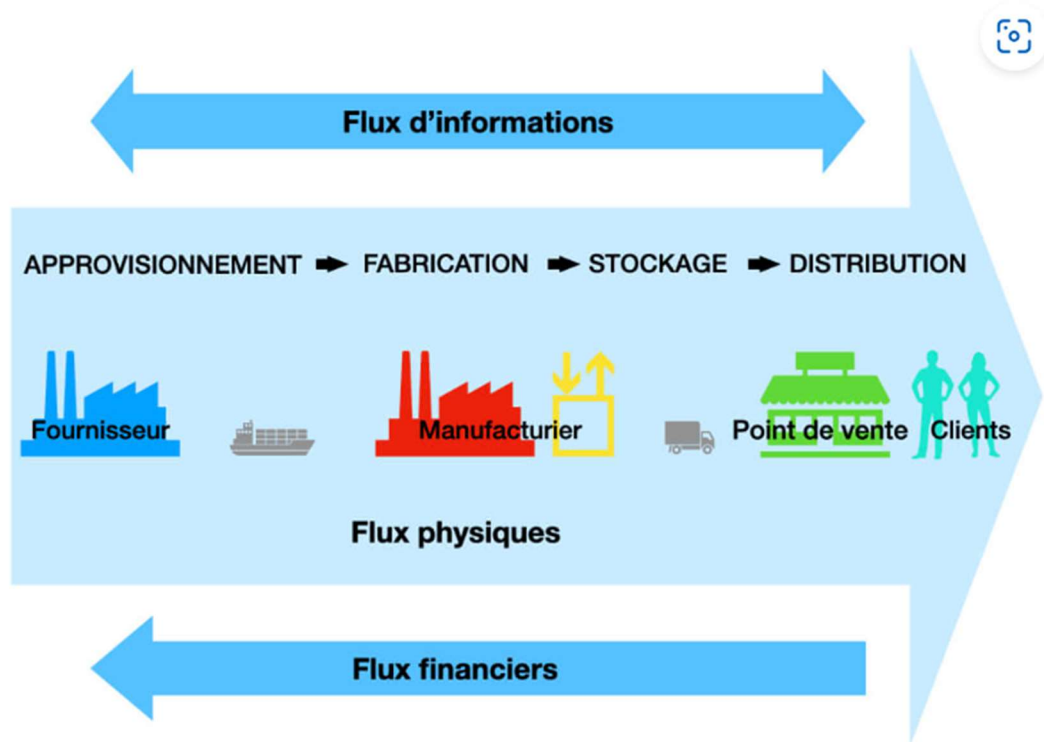 Flux d'informations
APPROVISIONNEMENT ➡ FABRICATION ➡ STOCKAGE ➡ DISTRIBUTION
Fournisseur Manufacturier Point de vente Clients
Flux physiques
Flux financiers